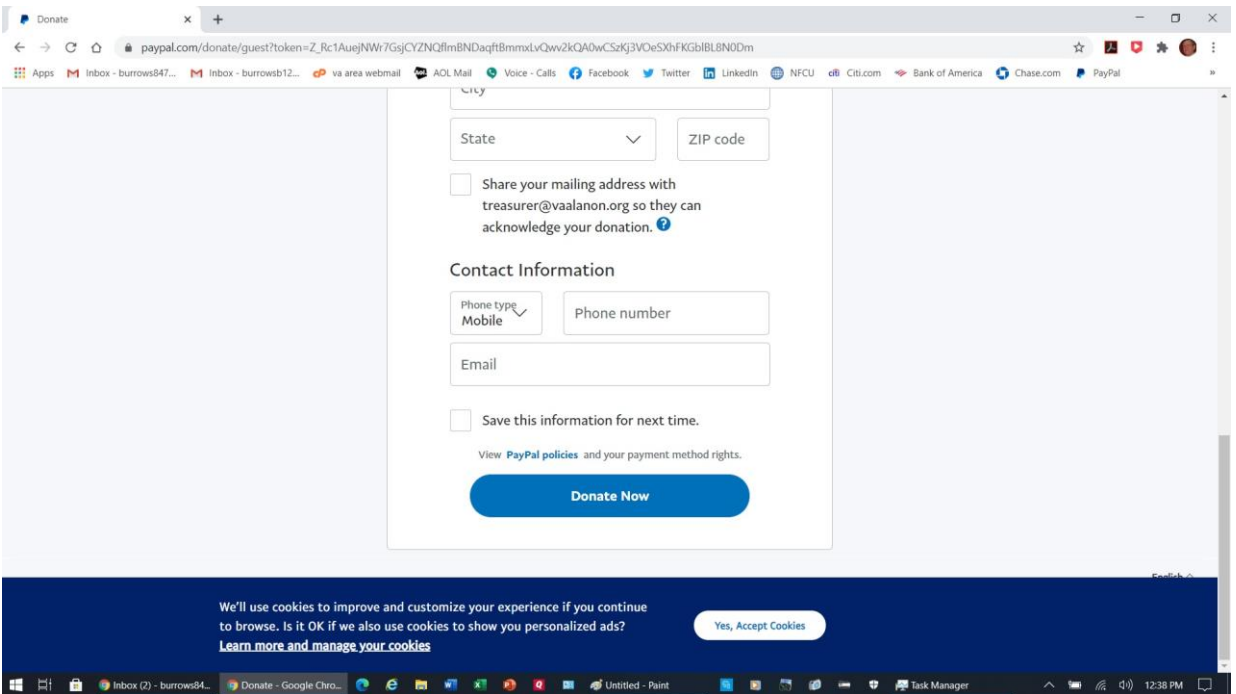 Donate
paypal.com/donate/guest?token=Z_Rc1AuejNWr7GsjCYZNQflmBNDaqftBmmxLvQwv2kQA0wCSzKj3VOeSXhFKGblBL8N0Dm
Apps Inbox - burrows847... Inbox - burrowsb12... va area webmail AOL Mail Voice - Calls Facebook Twitter LinkedIn NFCU Citi.com Bank of America Chase.com PayPal »
City
State ZIP code
Share your mailing address with
treasurer@vaalanon.org so they can
acknowledge your donation. ?
Contact Information
Phone type
Mobile
Phone number
Email
Save this information for next time.
View PayPal policies and your payment method rights.
Donate Now
English
We'll use cookies to improve and customize your experience if you continue
to browse. Is it OK if we also use cookies to show you personalized ads?
Learn more and manage your cookies
Yes, Accept Cookies
Inbox (2) - burrows84... Donate - Google Chro... Untitled - Paint Task Manager 12:38 PM